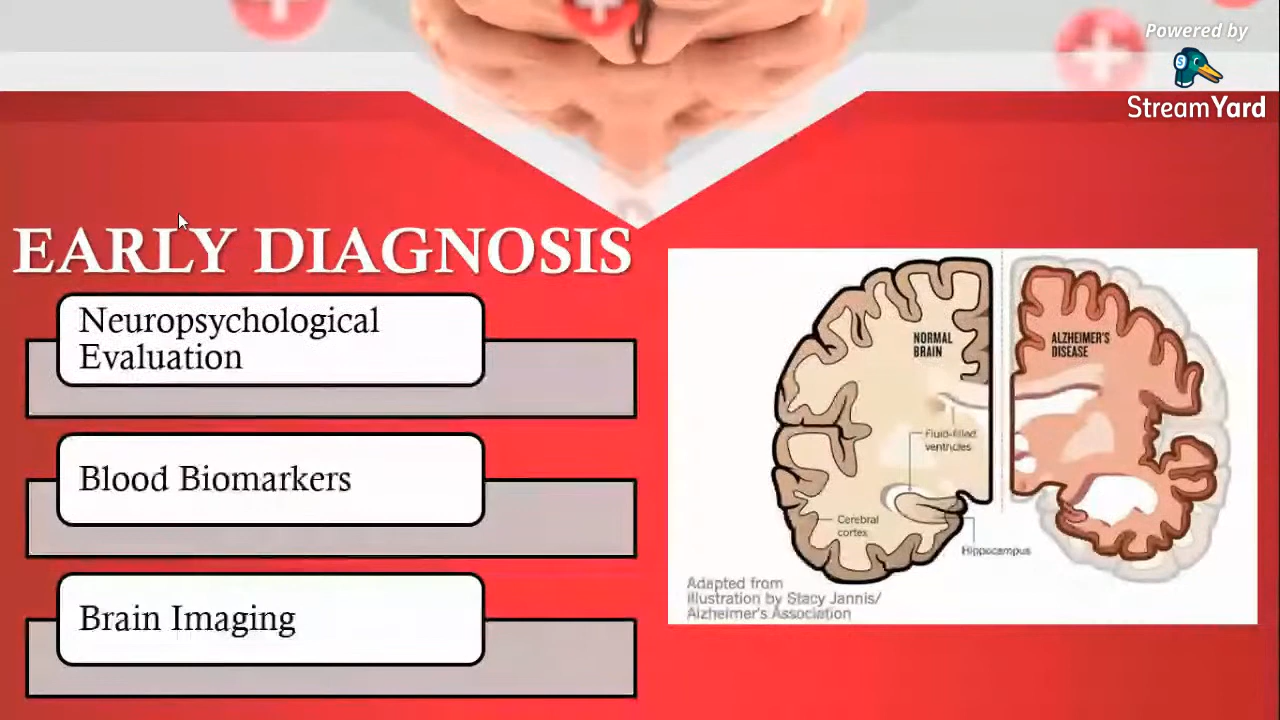 Powered by
StreamYard
EARLY DIAGNOSIS
Neuropsychological
Evaluation
Blood Biomarkers
Brain Imaging
NORMAL
BRAIN
ALZHEIMER'S
DISEASE
Fluid-filled
ventricles
Cerebral
cortex
Hippocampus
Adapted from
Illustration by Stacy Jannis/
Alzheimer's Association